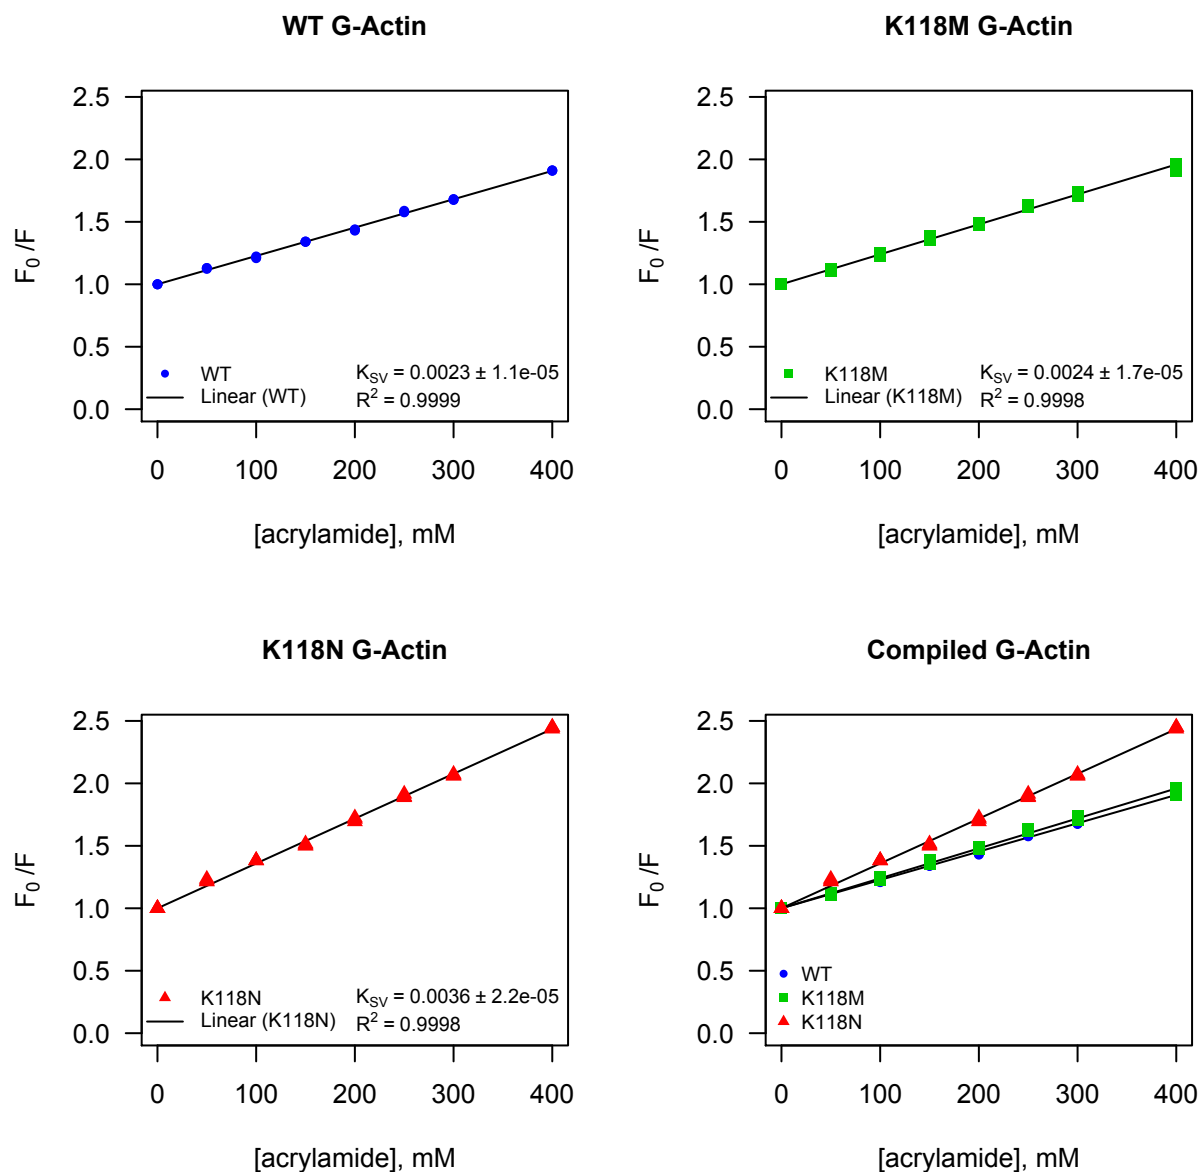 WT G-Actin
2.5
2.0
1.5
1.0
0.5
0.0
F0 /F
WT
Linear (WT)
KSV = 0.0023 ± 1.1e-05
R2 = 0.9999
0 100 200 300 400
[acrylamide], mM
K118M G-Actin
2.5
2.0
1.5
1.0
0.5
0.0
F0 /F
K118M
Linear (K118M)
KSV = 0.0024 ± 1.7e-05
R2 = 0.9998
0 100 200 300 400
[acrylamide], mM
K118N G-Actin
2.5
2.0
1.5
1.0
0.5
0.0
F0 /F
K118N
Linear (K118N)
KSV = 0.0036 ± 2.2e-05
R2 = 0.9998
0 100 200 300 400
[acrylamide], mM
Compiled G-Actin
2.5
2.0
1.5
1.0
0.5
0.0
F0 /F
WT
K118M
K118N
0 100 200 300 400
[acrylamide], mM